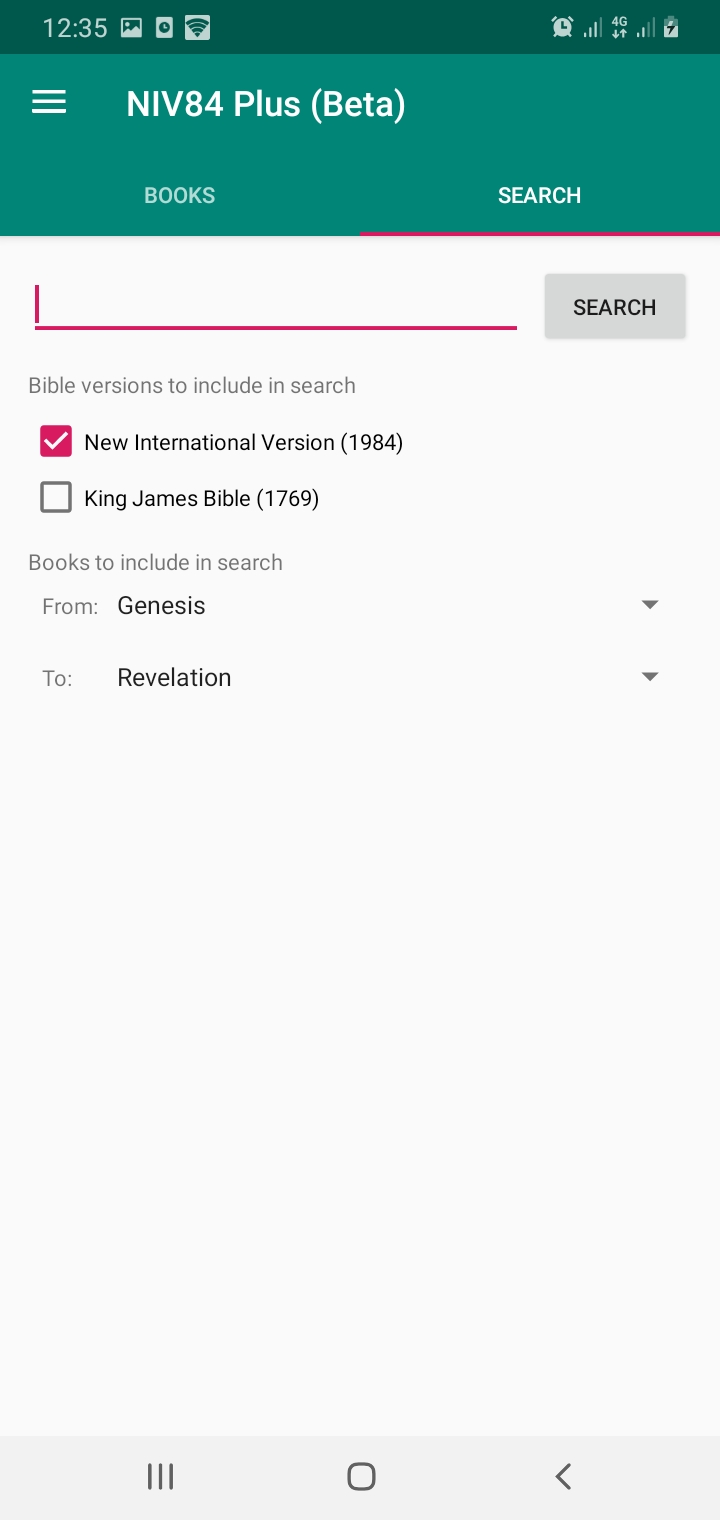 12:35
4G
NIV84 Plus (Beta)
BOOKS
SEARCH
SEARCH
Bible versions to include in search
New International Version (1984)
King James Bible (1769)
Books to include in search
From: Genesis
To: Revelation